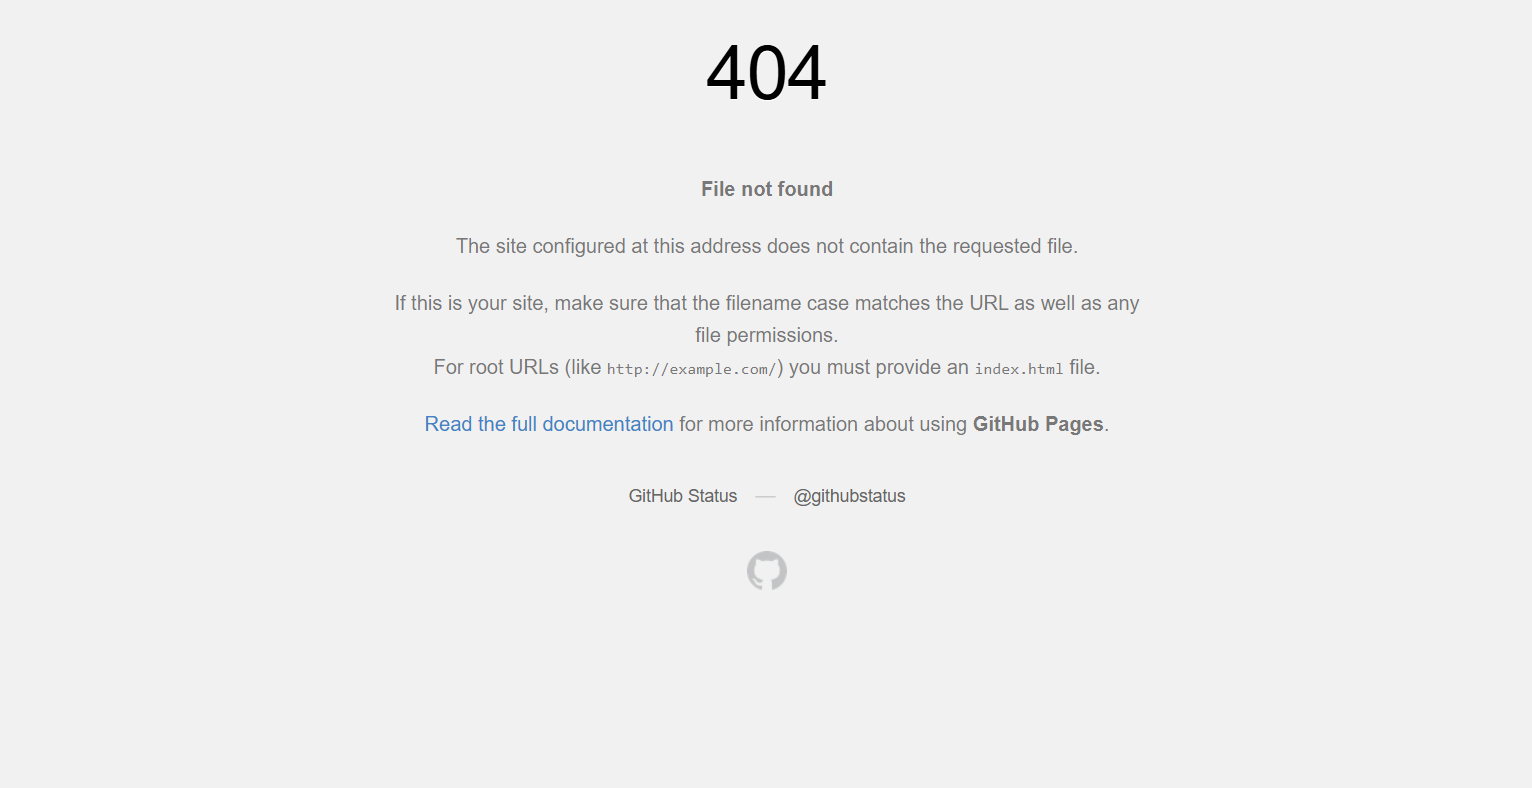 404
File not found
The site configured at this address does not contain the requested file.
If this is your site, make sure that the filename case matches the URL as well as any
file permissions.
For root URLs (like http://example.com/) you must provide an index.html file.
Read the full documentation for more information about using GitHub Pages.
GitHub Status — @githubstatus